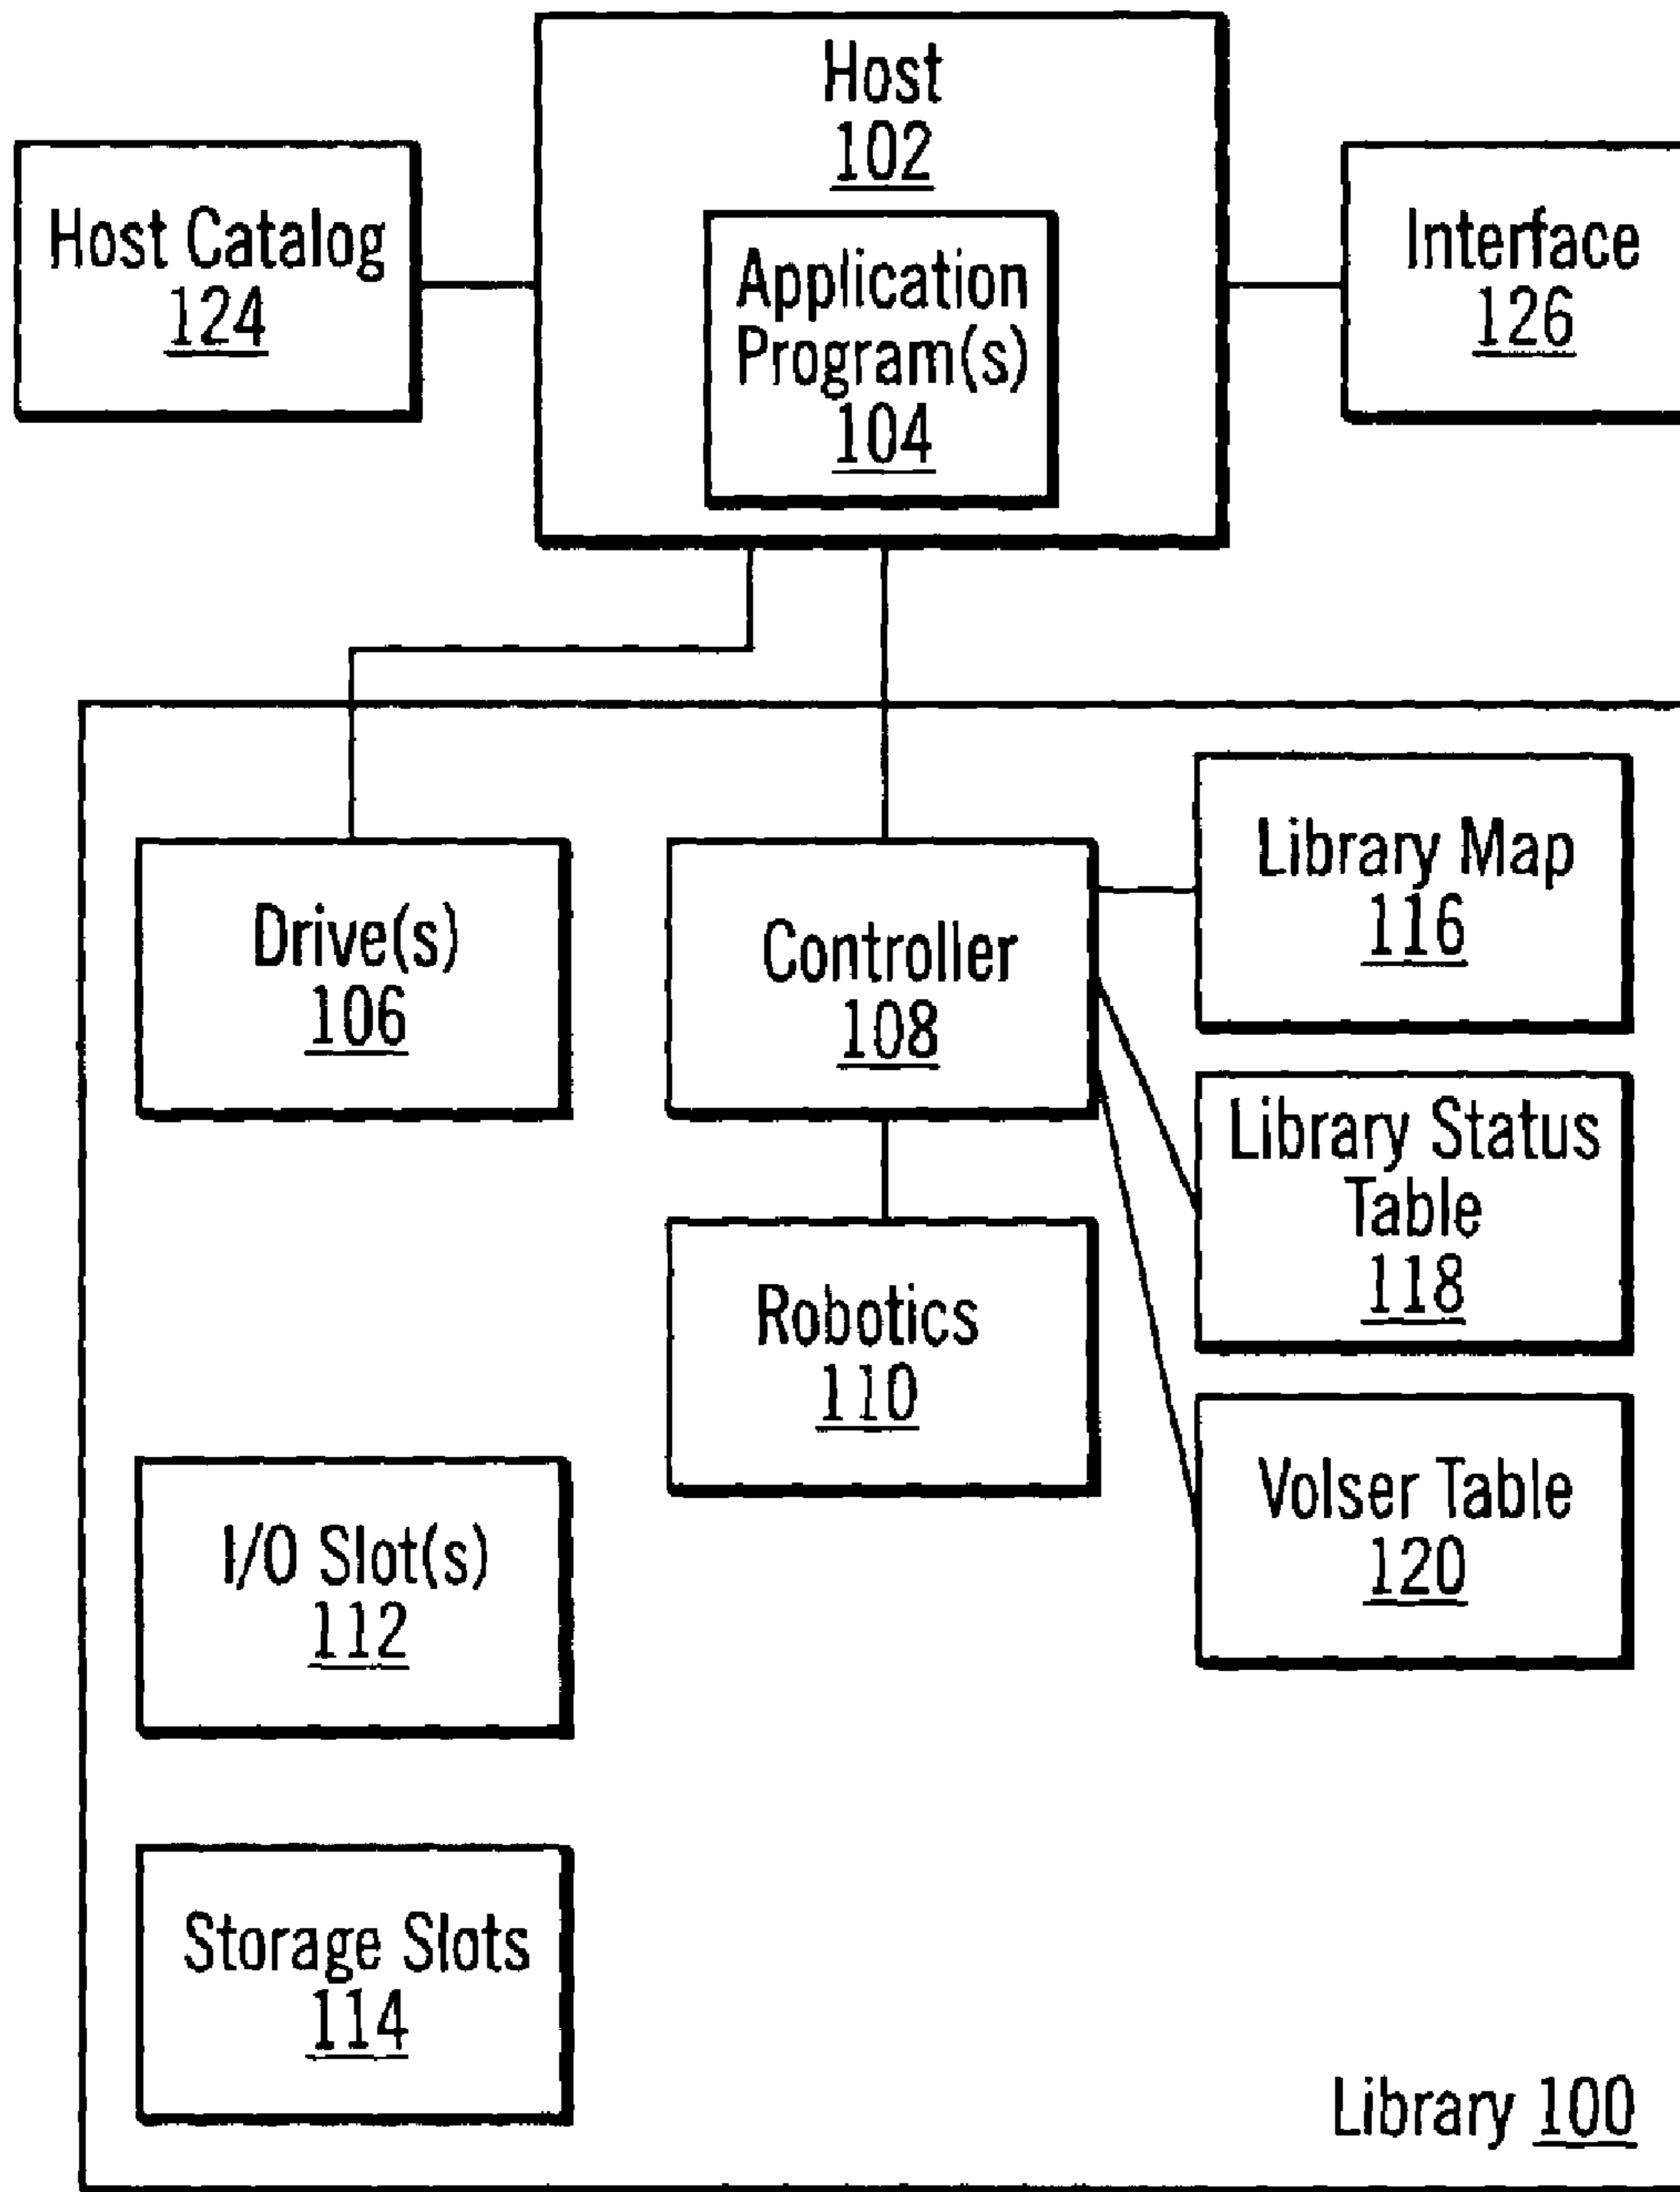 Host
102
Host Catalog
124
Application
Program(s)
104
Interface
126
Library Map
116
Drive(s)
106
Controller
108
Library Status
Table
118
Robotics
110
Volser Table
120
I/O Slot(s)
112
Storage Slots
114
Library 100